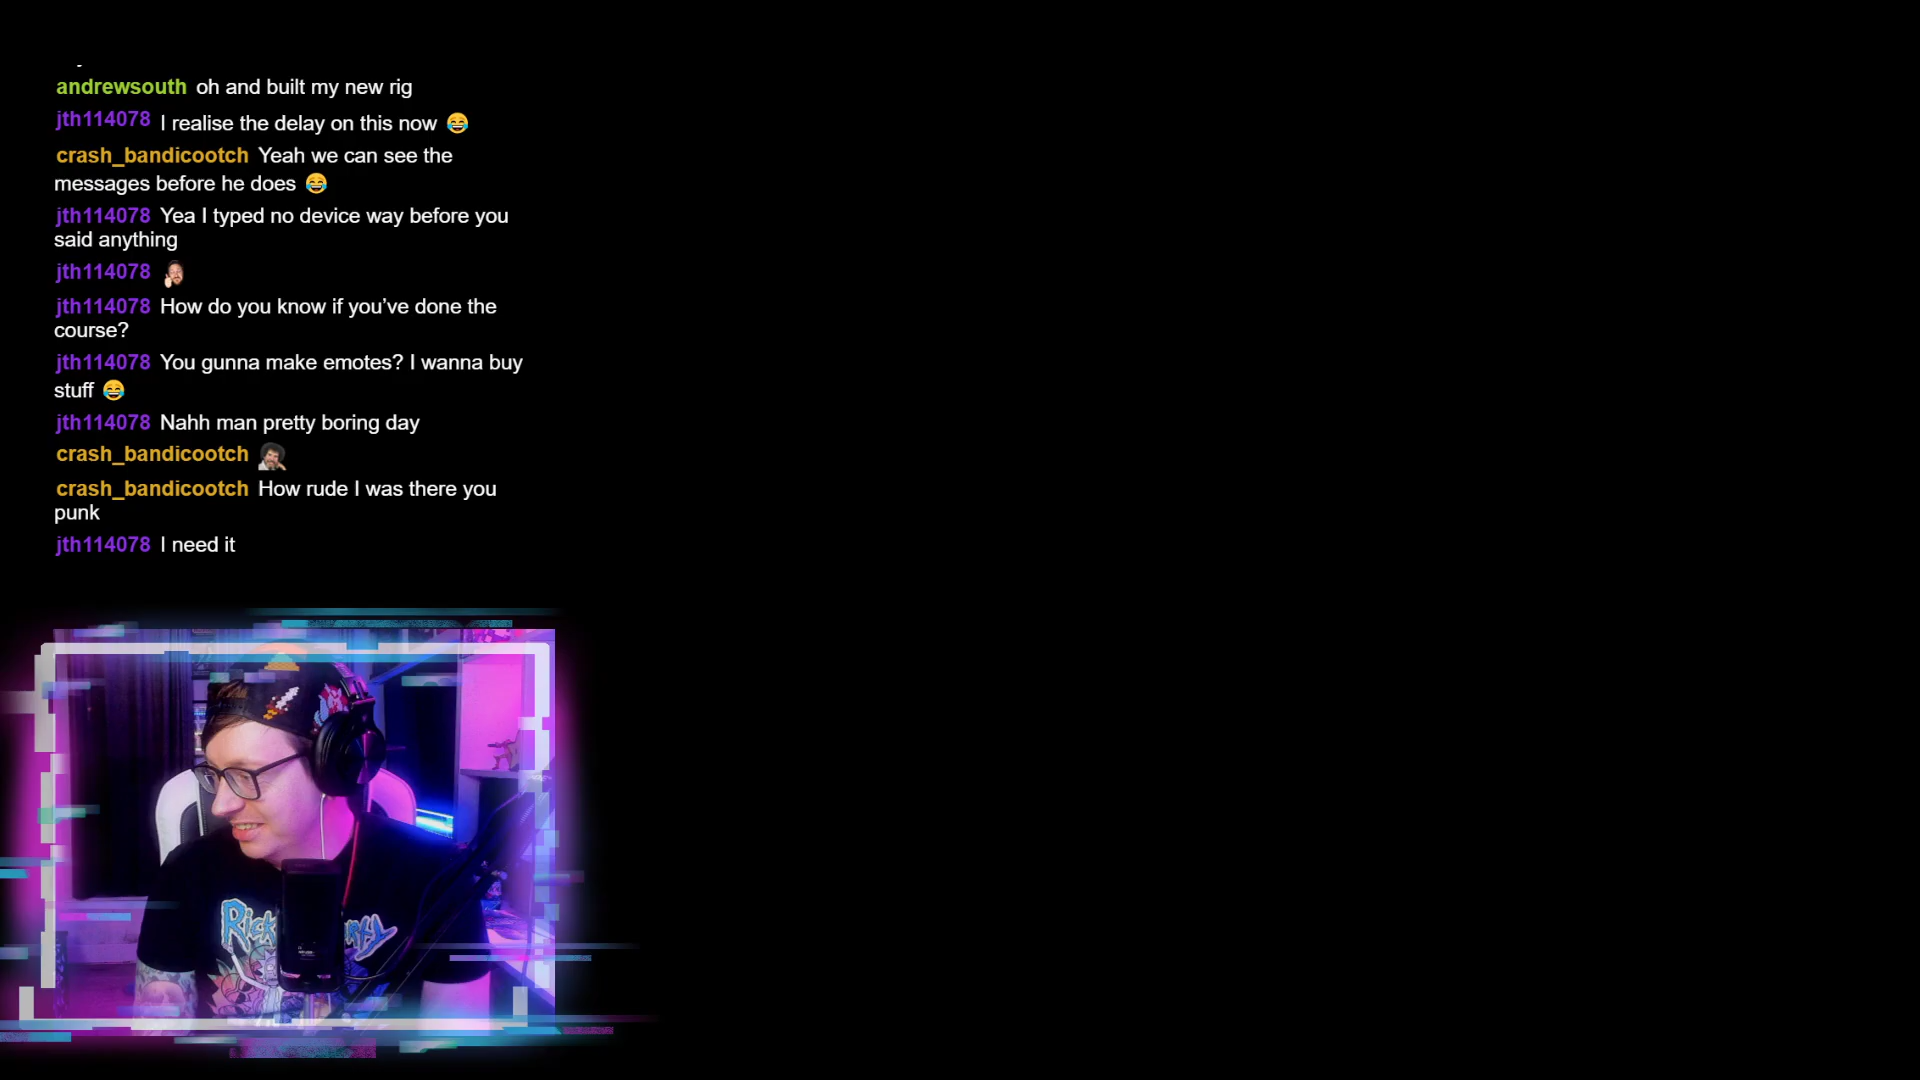 andrewsouth oh and built my new rig
jth114078 I realise the delay on this now 😂
crash_bandicootch Yeah we can see the
messages before he does 😂
jth114078 Yea I typed no device way before you
said anything
jth114078
jth114078 How do you know if you’ve done the
course?
jth114078 You gunna make emotes? I wanna buy
stuff 😂
jth114078 Nahh man pretty boring day
crash_bandicootch
crash_bandicootch How rude I was there you
punk
jth114078 I need it